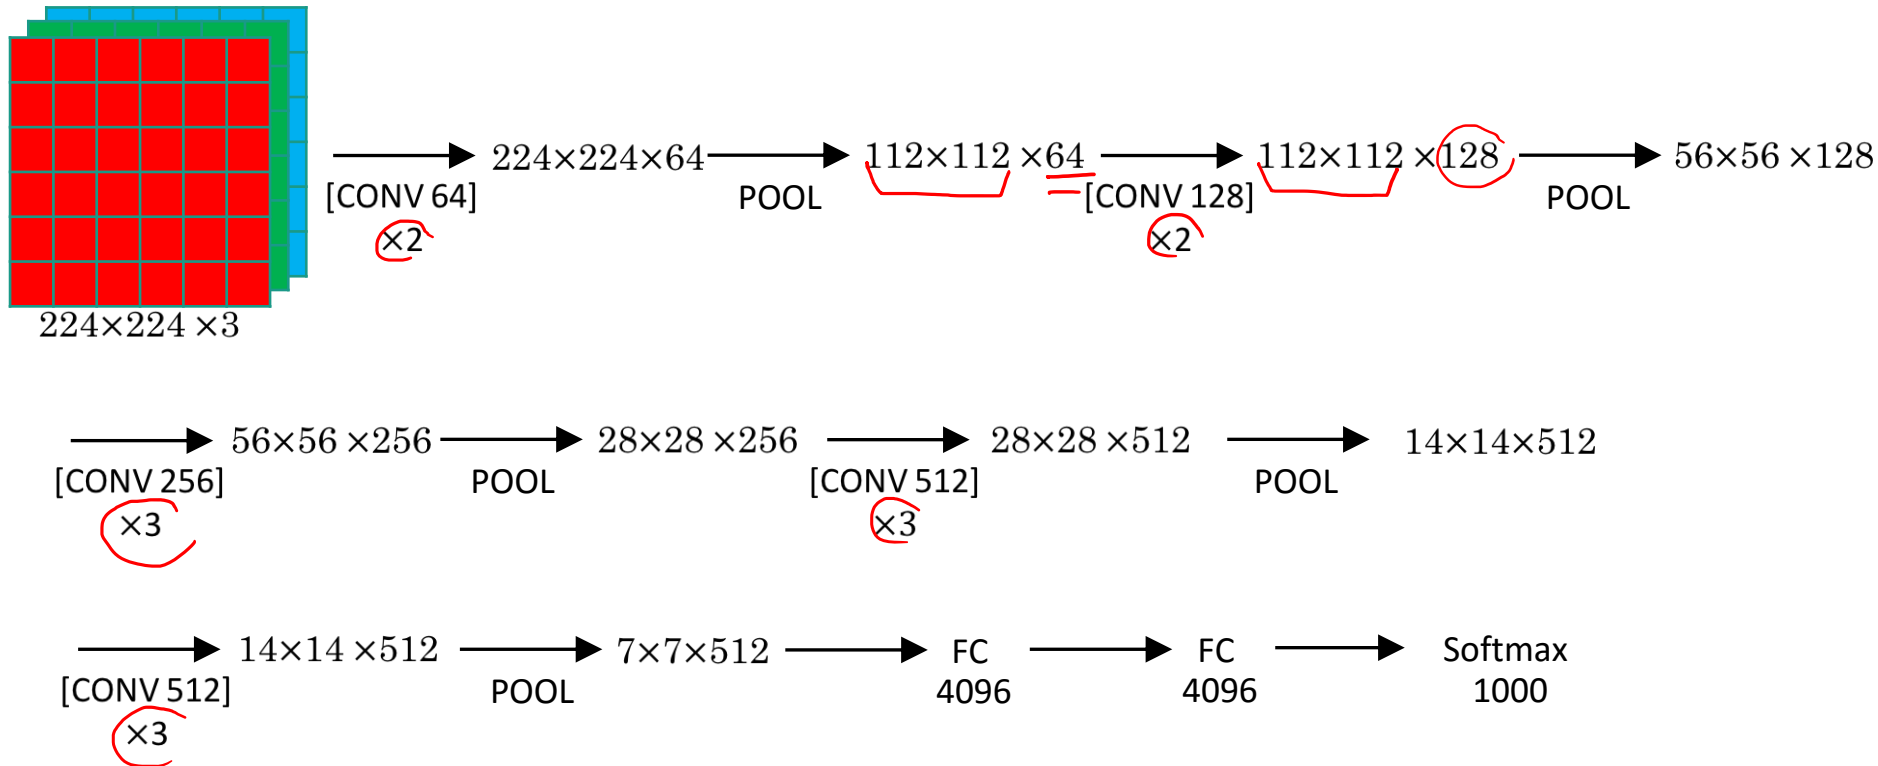 224×224×64
112×112 ×64
112×112 ×128
56×56 ×128
[CONV 64]
POOL
[CONV 128]
POOL
×2
×2
224×224 ×3
56×56 ×256
28×28 ×256
28×28 ×512
14×14×512
[CONV 256]
POOL
[CONV 512]
POOL
×3
×3
14×14 ×512
7×7×512
FC
FC
Softmax
[CONV 512]
POOL
4096
4096
1000
×3